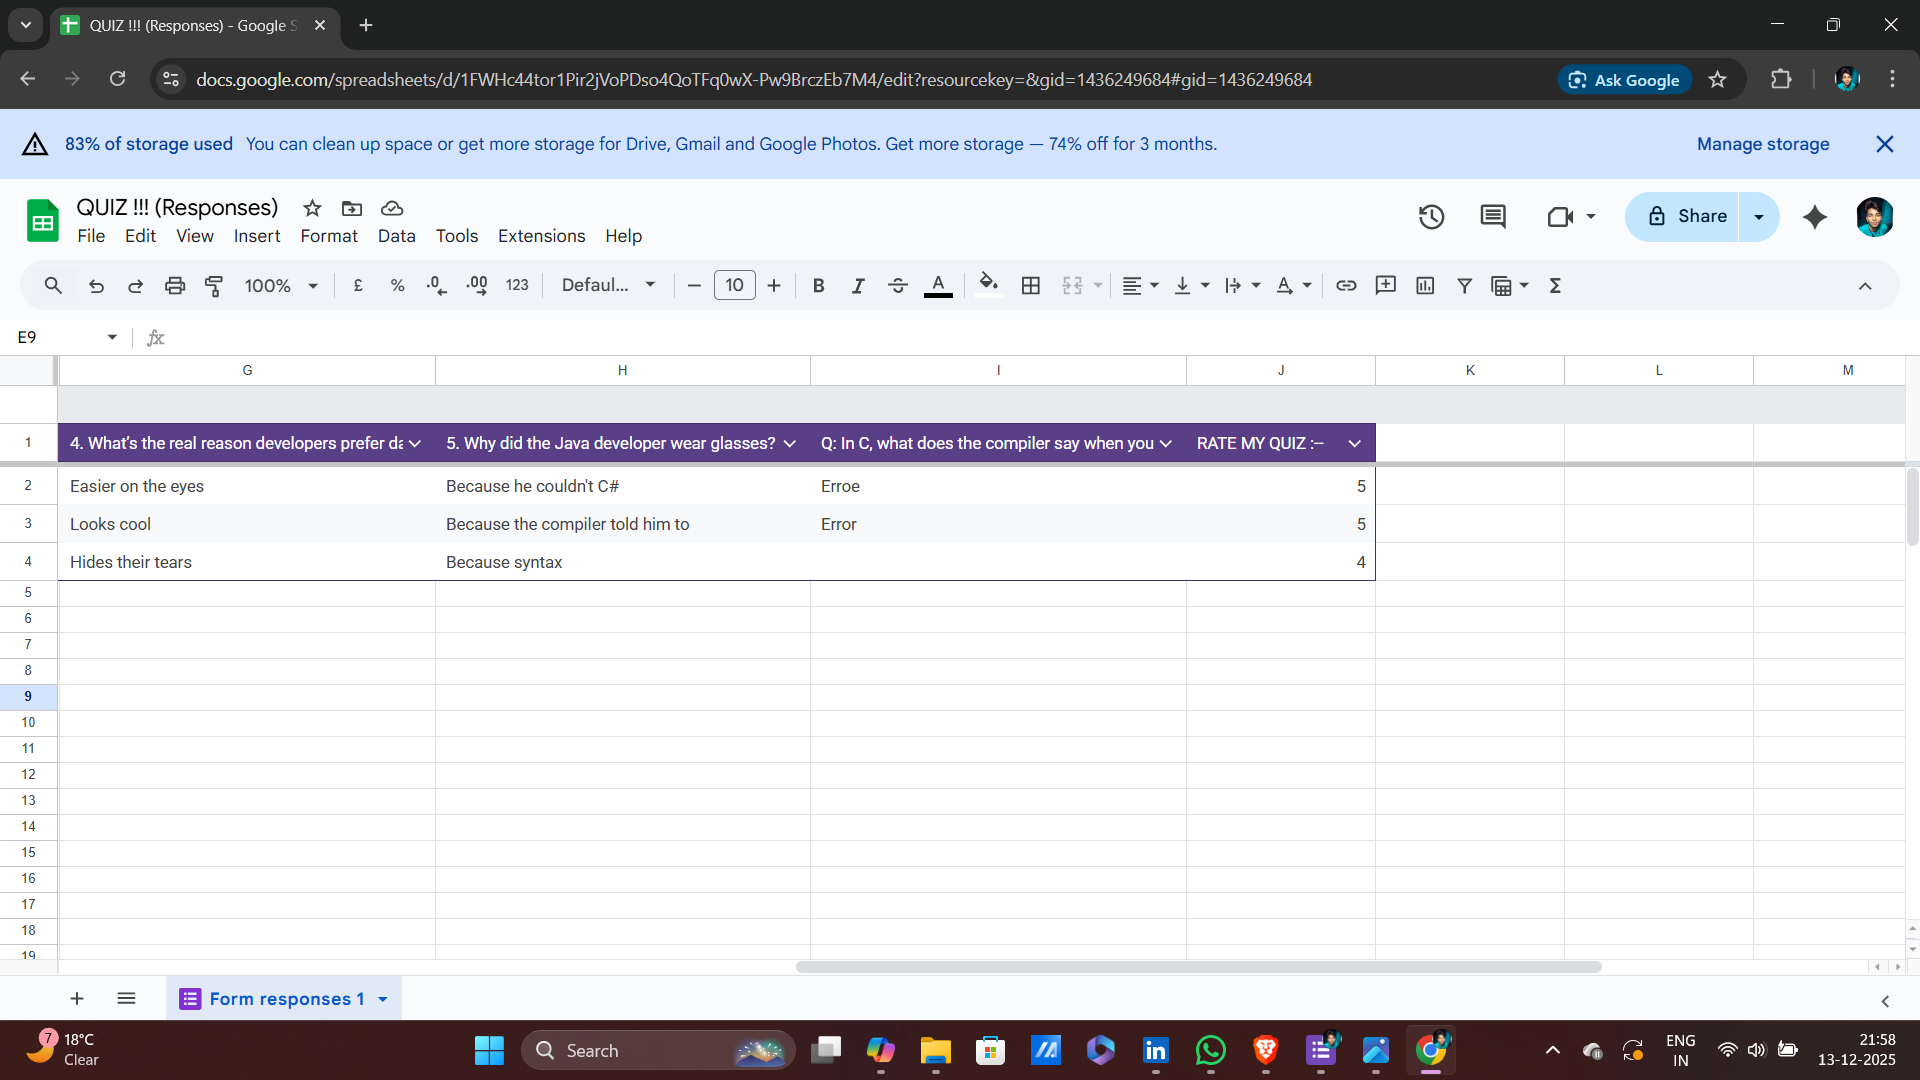 QUIZ !!! (Responses) - Google S
docs.google.com/spreadsheets/d/1FWHc44tor1Pir2jVoPDso4QoTFq0wX-Pw9BrczEb7M4/edit?resourcekey=&gid=1436249684#gid=1436249684
Ask Google
83% of storage used You can clean up space or get more storage for Drive, Gmail and Google Photos. Get more storage — 74% off for 3 months.
Manage storage
QUIZ !!! (Responses)
File Edit View Insert Format Data Tools Extensions Help
Share
100% £ % .0 .00 123 Defaul... 10 B I A
E9 fx
G H I J K L M
1 4. What's the real reason developers prefer da 5. Why did the Java developer wear glasses? Q: In C, what does the compiler say when you RATE MY QUIZ :--
2 Easier on the eyes Because he couldn't C# Erroe 5
3 Looks cool Because the compiler told him to Error 5
4 Hides their tears Because syntax 4
5
6
7
8
9
10
11
12
13
14
15
16
17
18
19
Form responses 1
7 18°C
Clear
Search
ENG
IN
21:58
13-12-2025